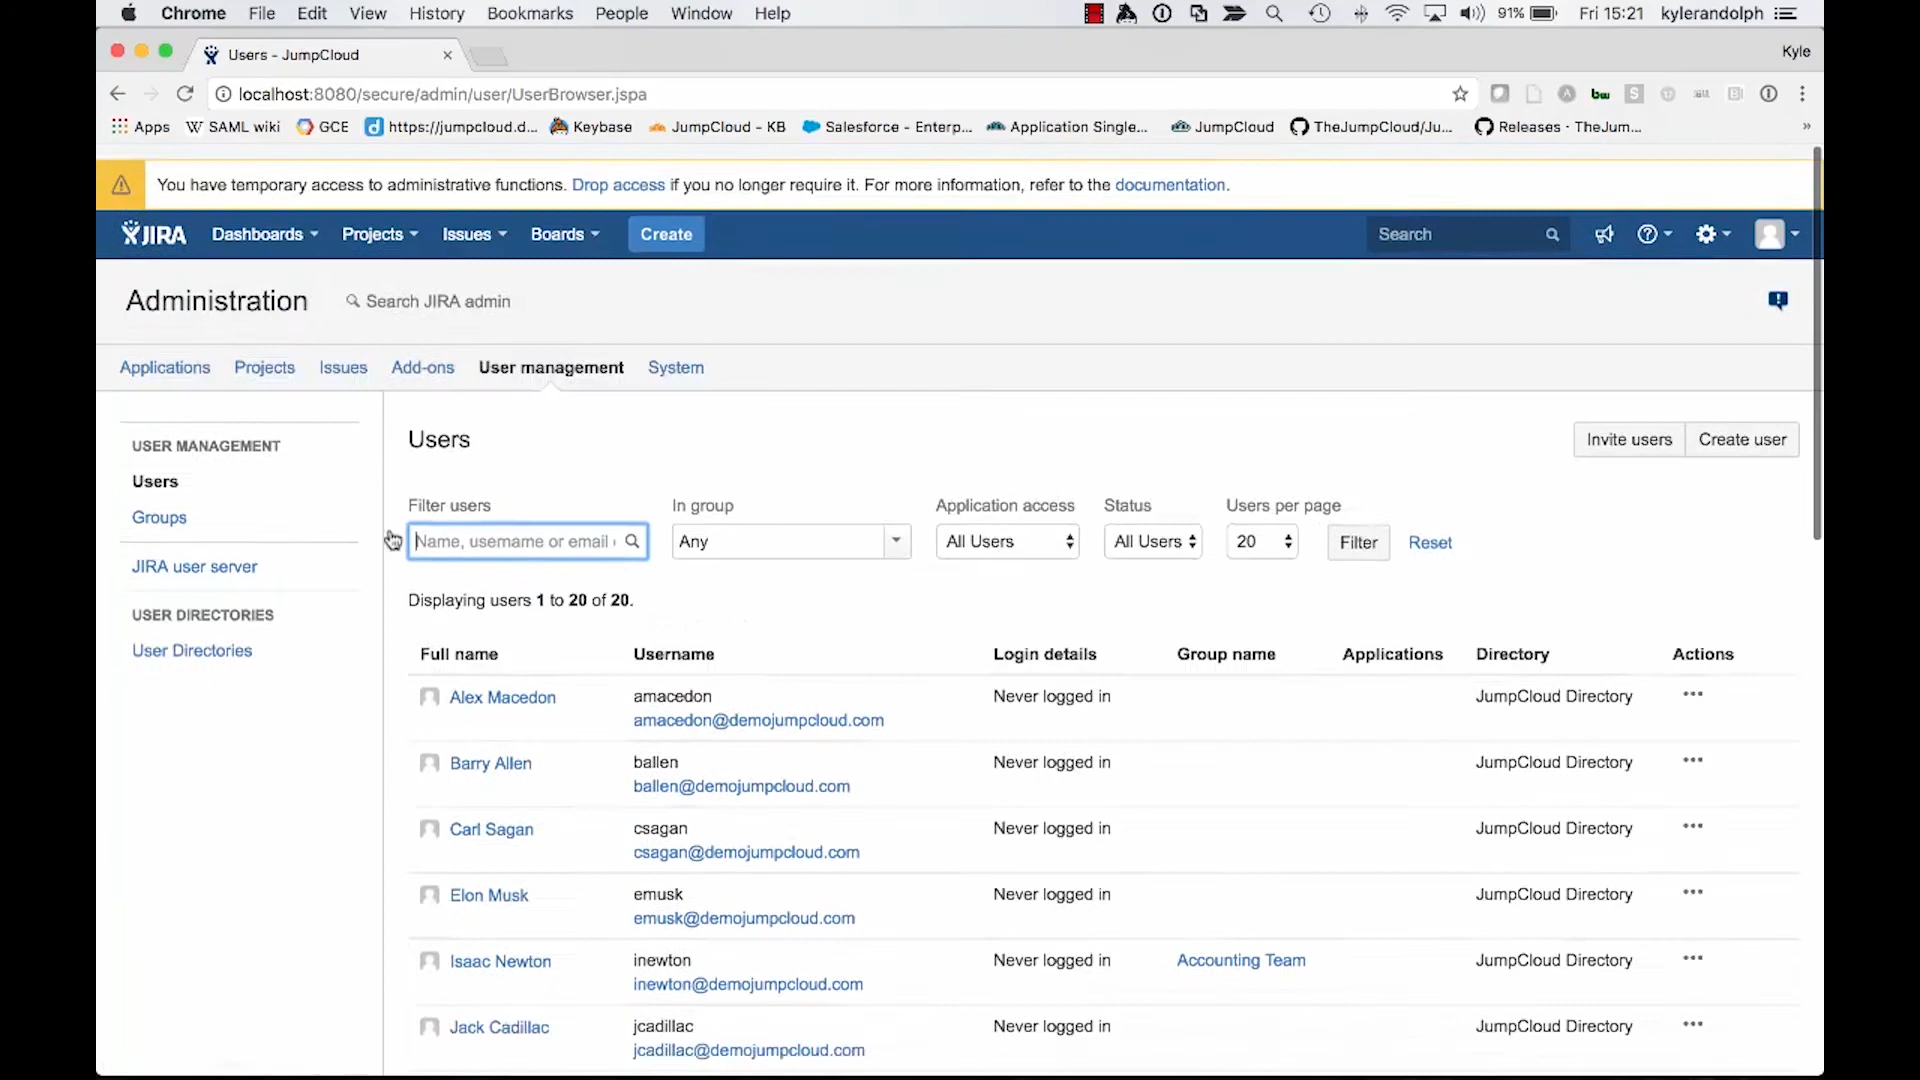 Chrome File Edit View History Bookmarks People Window Help 91% Fri 15:21 kylerandolph
Users - JumpCloud Kyle
localhost:8080/secure/admin/user/UserBrowser.jspa
Apps SAML wiki GCE https://jumpcloud.d... Keybase JumpCloud - KB Salesforce - Enterp... Application Single... JumpCloud TheJumpCloud/Ju... Releases · TheJum... »
You have temporary access to administrative functions. Drop access if you no longer require it. For more information, refer to the documentation.
JIRA Dashboards Projects Issues Boards Create Search
Administration Search JIRA admin
Applications Projects Issues Add-ons User management System
USER MANAGEMENT
Users
Groups
JIRA user server
USER DIRECTORIES
User Directories
Users Invite users Create user
Filter users In group Application access Status Users per page
Name, username or email Any All Users All Users 20 Filter Reset
Displaying users 1 to 20 of 20.
Full name Username Login details Group name Applications Directory Actions
Alex Macedon amacedon Never logged in JumpCloud Directory •••
amacedon@demojumpcloud.com
Barry Allen ballen Never logged in JumpCloud Directory •••
ballen@demojumpcloud.com
Carl Sagan csagan Never logged in JumpCloud Directory •••
csagan@demojumpcloud.com
Elon Musk emusk Never logged in JumpCloud Directory •••
emusk@demojumpcloud.com
Isaac Newton inewton Never logged in Accounting Team JumpCloud Directory •••
inewton@demojumpcloud.com
Jack Cadillac jcadillac Never logged in JumpCloud Directory •••
jcadillac@demojumpcloud.com